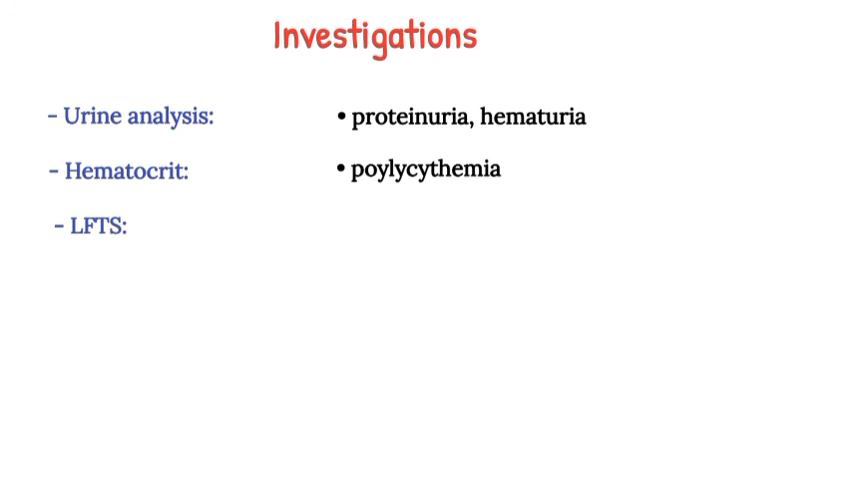 Investigations
- Urine analysis: • proteinuria, hematuria
- Hematocrit: • poylycythemia
- LFTS: